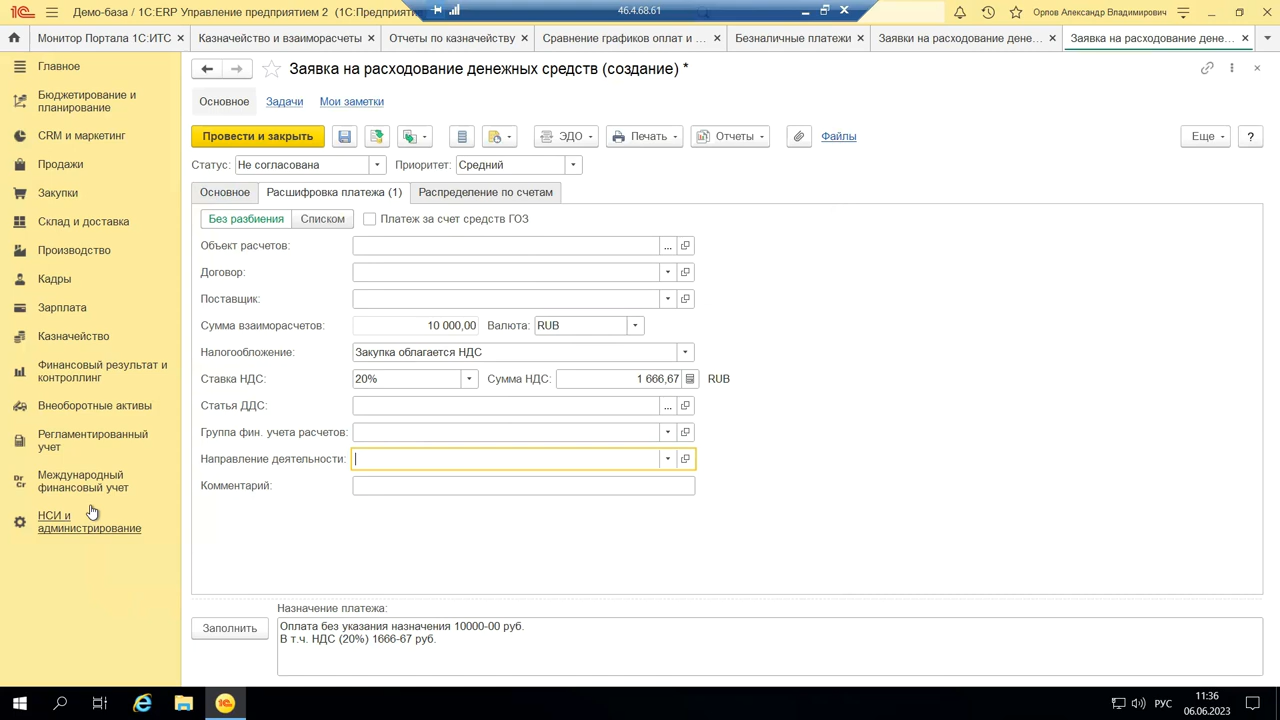 Демо-база / 1С:ERP Управление предприятием 2 (1С:Предприятие
46.4.68.61
Орлов Александр Владимирович
Монитор Портала 1С:ИТС
Казначейство и взаиморасчеты
Отчеты по казначейству
Сравнение графиков оплат и ...
Безналичные платежи
Заявки на расходование дене...
Заявка на расходование дене...
Главное
Бюджетирование и
планирование
CRM и маркетинг
Продажи
Закупки
Склад и доставка
Производство
Кадры
Зарплата
Казначейство
Финансовый результат и
контроллинг
Внеоборотные активы
Регламентированный
учет
Международный
финансовый учет
НСИ и
администрирование
Заявка на расходование денежных средств (создание) *
Основное Задачи Мои заметки
Провести и закрыть ЭДО Печать Отчеты Файлы Еще ?
Статус: Не согласована Приоритет: Средний
Основное Расшифровка платежа (1) Распределение по счетам
Без разбиения Списком Платеж за счет средств ГОЗ
Объект расчетов: ...
Договор:
Поставщик:
Сумма взаиморасчетов: 10 000,00 Валюта: RUB
Налогообложение: Закупка облагается НДС
Ставка НДС: 20% Сумма НДС: 1 666,67 RUB
Статья ДДС: ...
Группа фин. учета расчетов:
Направление деятельности:
Комментарий:
Назначение платежа:
Заполнить
Оплата без указания назначения 10000-00 руб.
В т.ч. НДС (20%) 1666-67 руб.
РУС
11:36
06.06.2023